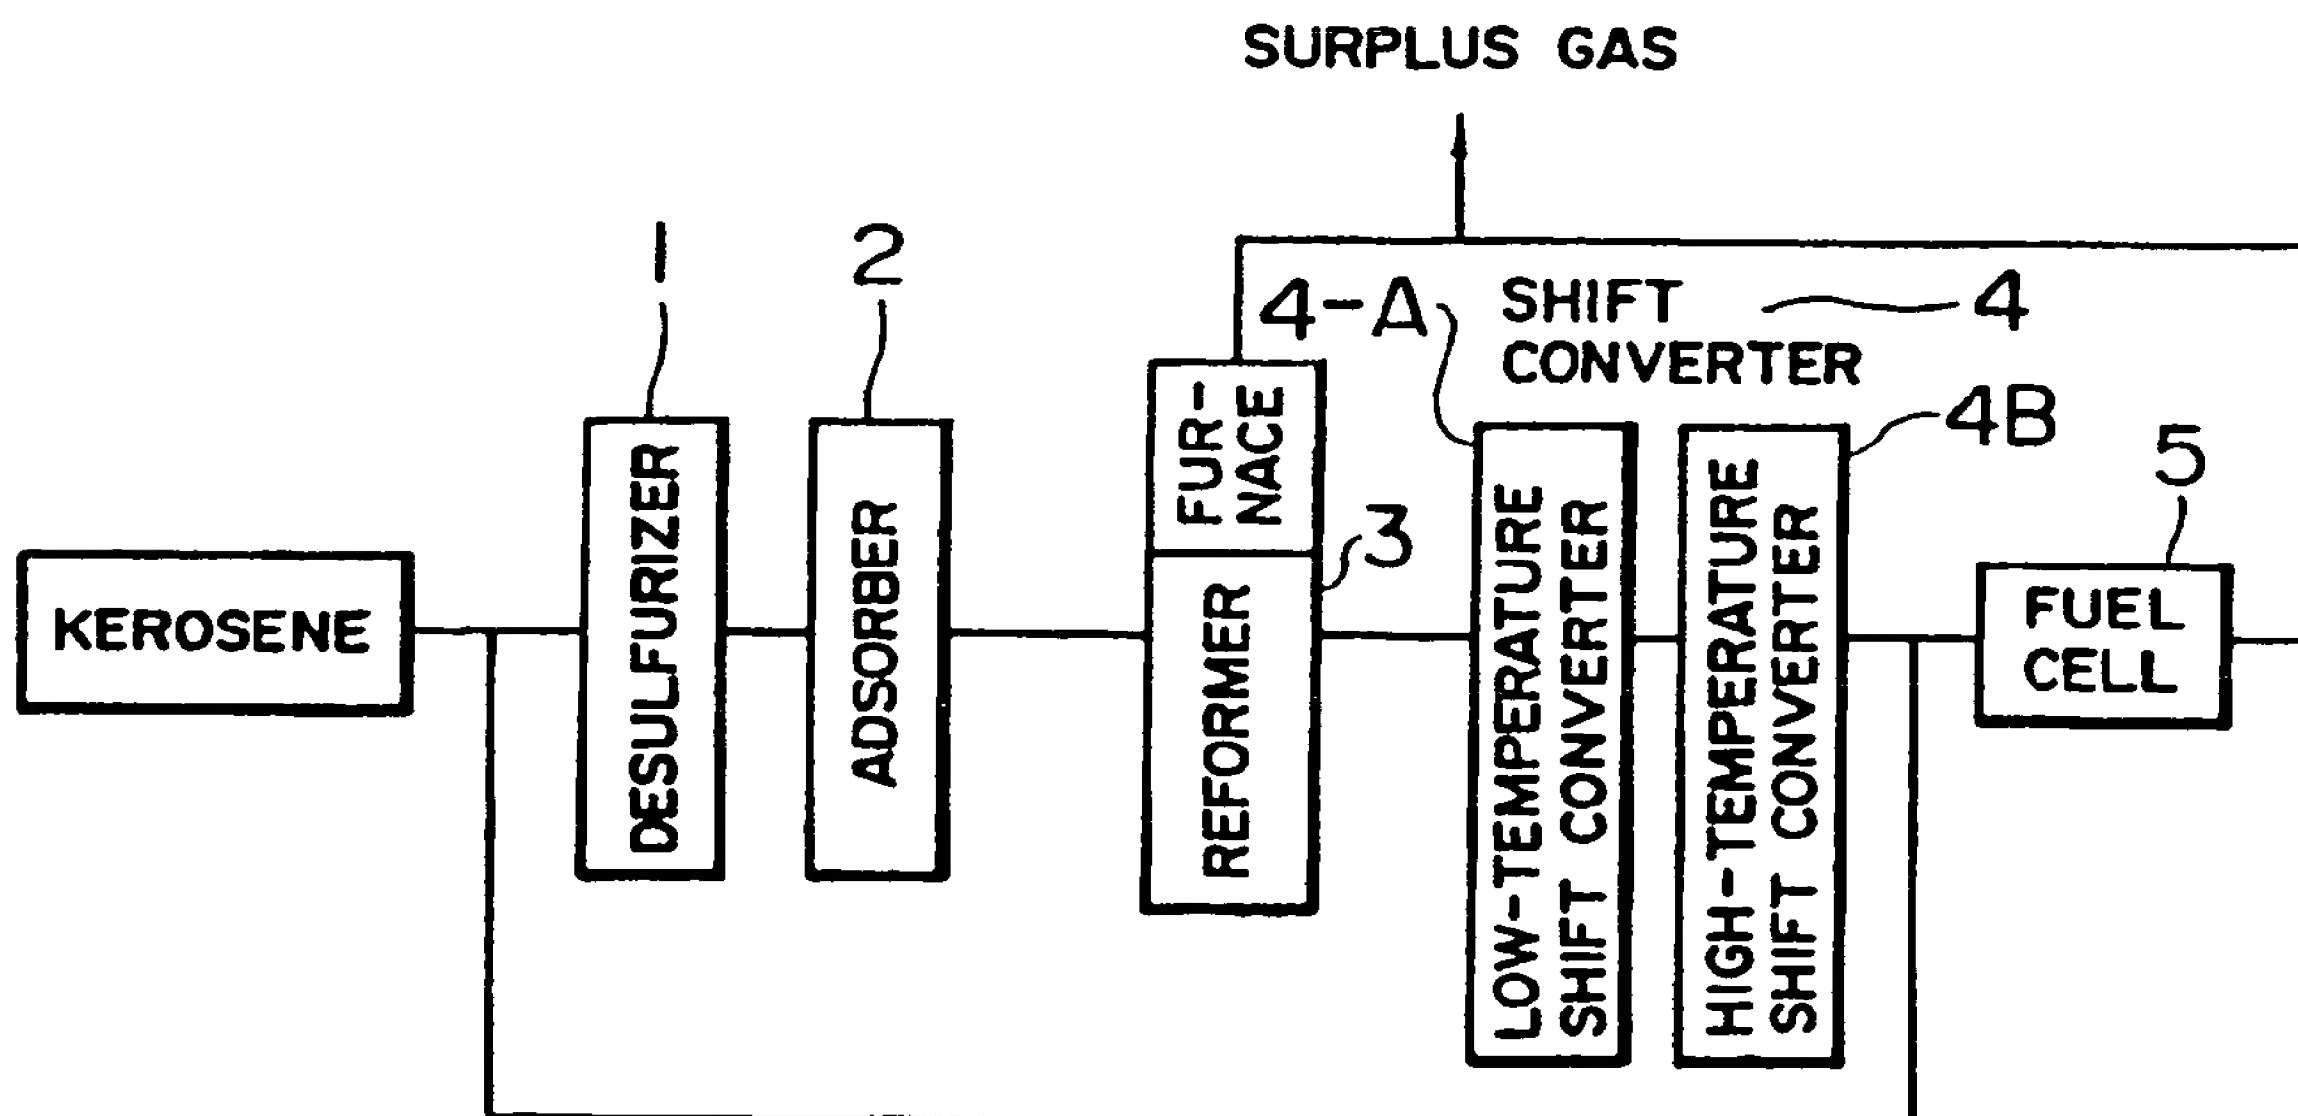 SURPLUS GAS
1
2
4-A
SHIFT
CONVERTER
4
4B
5
3
KEROSENE
DESULFURIZER
ADSORBER
FUR-
NACE
REFORMER
LOW-TEMPERATURE
SHIFT CONVERTER
HIGH-TEMPERATURE
SHIFT CONVERTER
FUEL
CELL